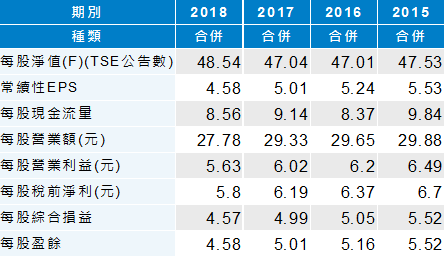 期別 2018 2017 2016 2015
種類 合併 合併 合併 合併
每股淨值(F)(TSE公告數) 48.54 47.04 47.01 47.53
常續性EPS 4.58 5.01 5.24 5.53
每股現金流量 8.56 9.14 8.37 9.84
每股營業額(元) 27.78 29.33 29.65 29.88
每股營業利益(元) 5.63 6.02 6.2 6.49
每股稅前淨利(元) 5.8 6.19 6.37 6.7
每股綜合損益 4.57 4.99 5.05 5.52
每股盈餘 4.58 5.01 5.16 5.52